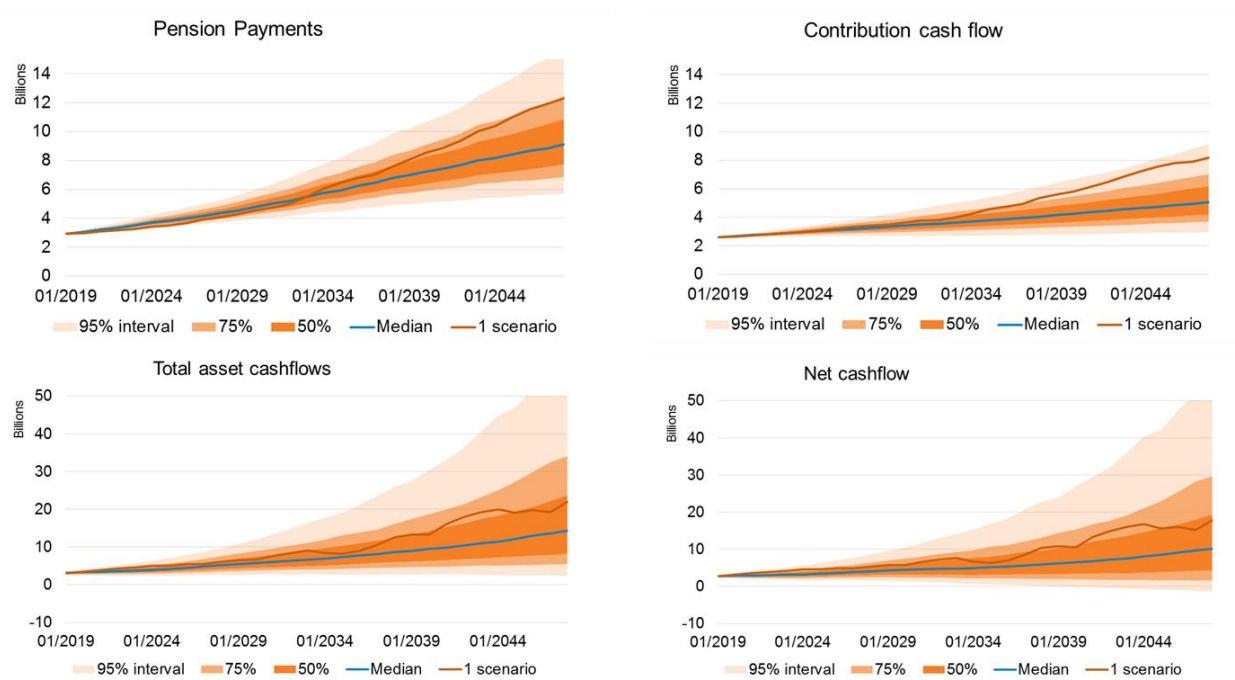 Pension Payments
Billions
14
12
10
8
6
4
2
0
01/2019 01/2024 01/2029 01/2034 01/2039 01/2044
95% interval 75% 50% Median 1 scenario
Contribution cash flow
Billions
14
12
10
8
6
4
2
0
01/2019 01/2024 01/2029 01/2034 01/2039 01/2044
95% interval 75% 50% Median 1 scenario
Total asset cashflows
Billions
50
40
30
20
10
0
-10
01/2019 01/2024 01/2029 01/2034 01/2039 01/2044
95% interval 75% 50% Median 1 scenario
Net cashflow
Billions
50
40
30
20
10
0
-10
01/2019 01/2024 01/2029 01/2034 01/2039 01/2044
95% interval 75% 50% Median 1 scenario